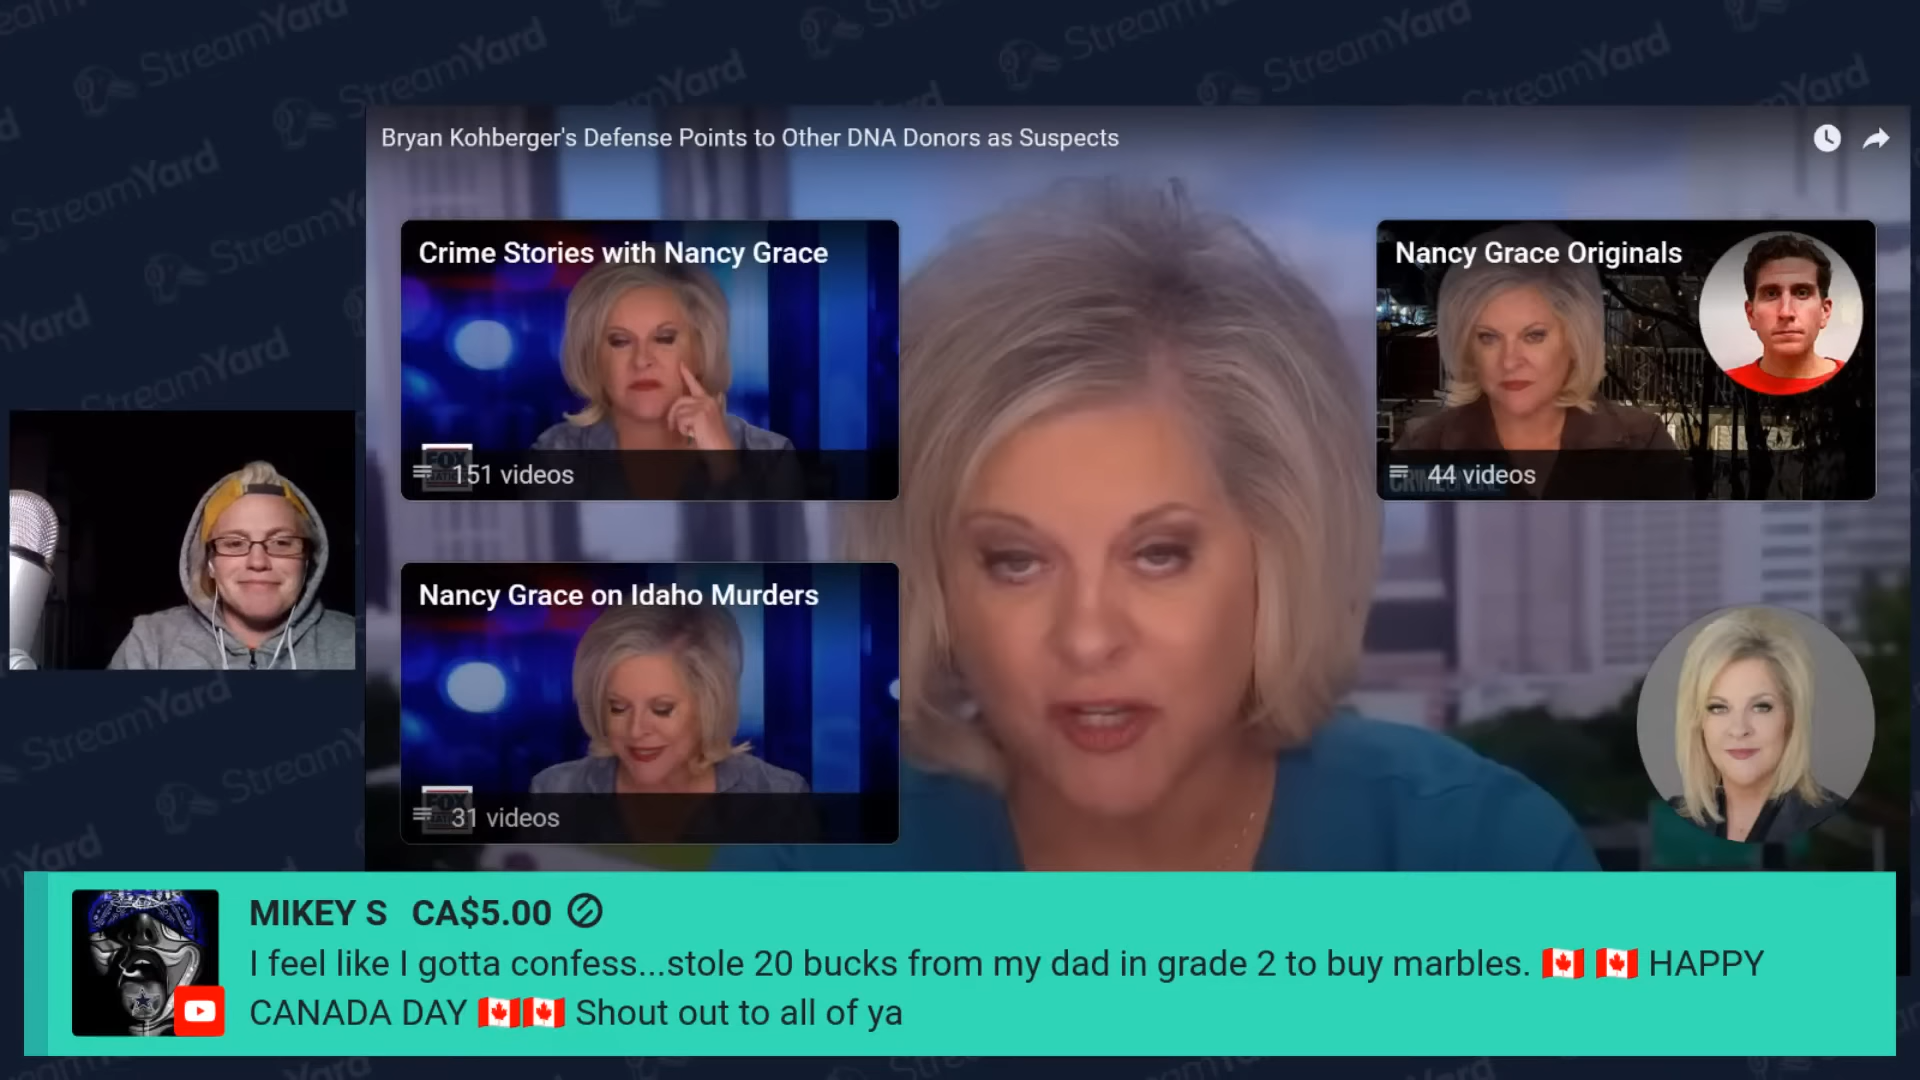 StreamYard
StreamYard
StreamYard
Bryan Kohberger's Defense Points to Other DNA Donors as Suspects
Crime Stories with Nancy Grace
151 videos
Nancy Grace Originals
44 videos
Nancy Grace on Idaho Murders
31 videos
MIKEY S CA$5.00
I feel like I gotta confess...stole 20 bucks from my dad in grade 2 to buy marbles. 🇨🇦 🇨🇦 HAPPY
CANADA DAY 🇨🇦🇨🇦 Shout out to all of ya